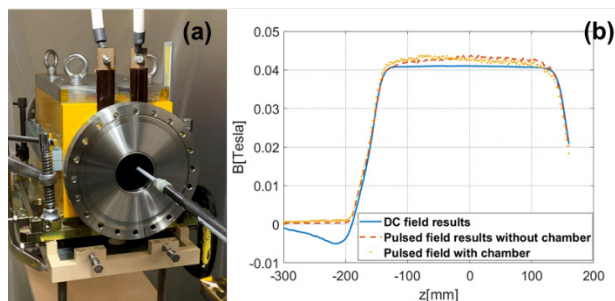 (a)
(b)
0.05
0.04
0.03
0.02
0.01
0
-0.01
B[Tesla]
DC field results
Pulsed field results without chamber
Pulsed field with chamber
-300
-200
-100
0
100
200
z[mm]